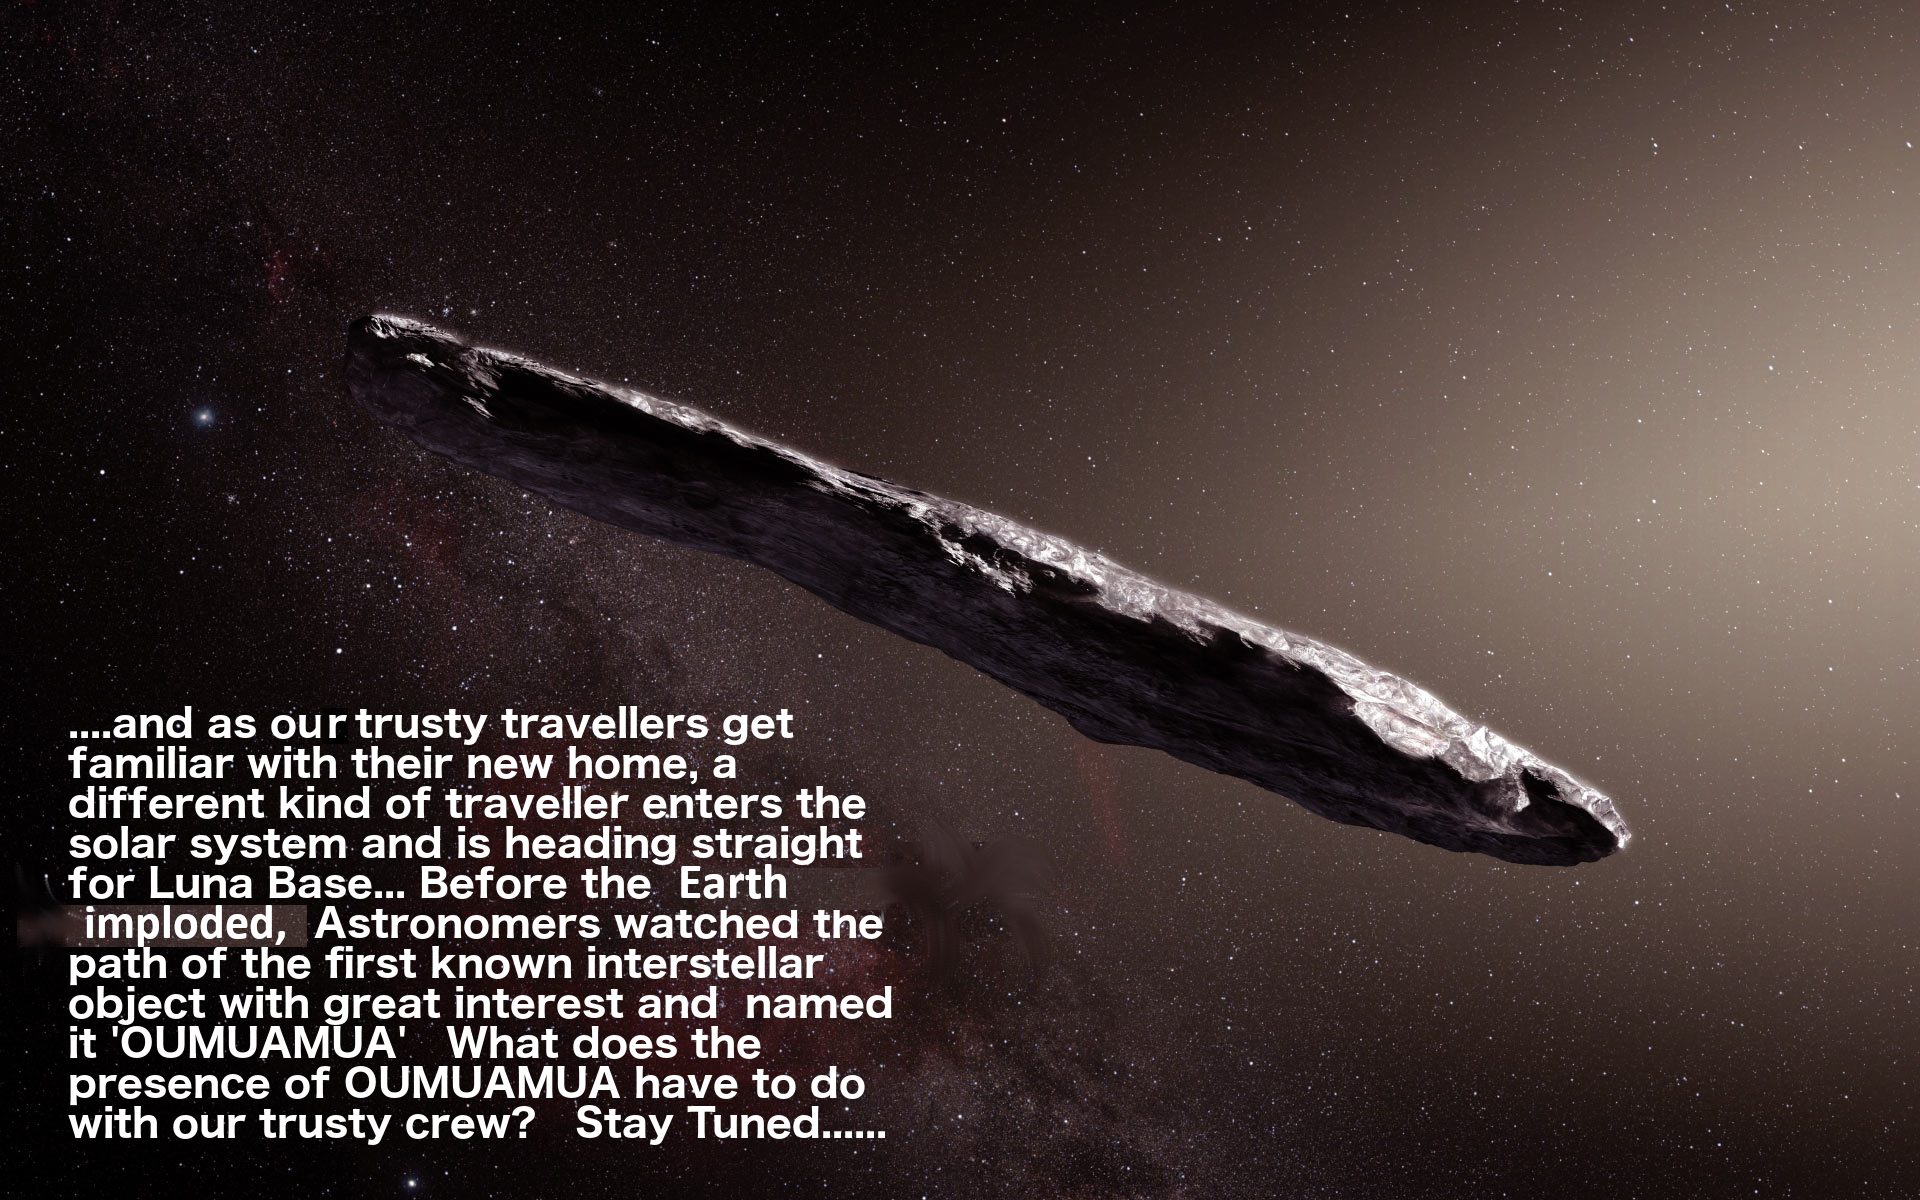 ....and as our trusty travellers get
familiar with their new home, a
different kind of traveller enters the
solar system and is heading straight
for Luna Base... Before the Earth
imploded, Astronomers watched the
path of the first known interstellar
object with great interest and named
it 'OUMUAMUA' What does the
presence of OUMUAMUA have to do
with our trusty crew? Stay Tuned......